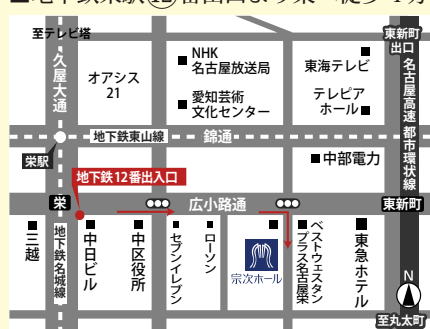 ■地下鉄栄駅⑫番出口より東へ徒歩4分
至テレビ塔
久屋大通
オアシス
21
NHK
名古屋放送局
愛知芸術
文化センター
東海テレビ
テレピア
ホール
東新町
出口
名古屋高速 都市環状線
地下鉄東山線
錦通
栄駅
中部電力
地下鉄12番出入口
栄
広小路通
東新町
三越
地下鉄名城線
中日ビル
中区役所
セブンイレブン
ローソン
宗次ホール
ベストウェスタン
プラス名古屋栄
東急ホテル
N
至丸太町